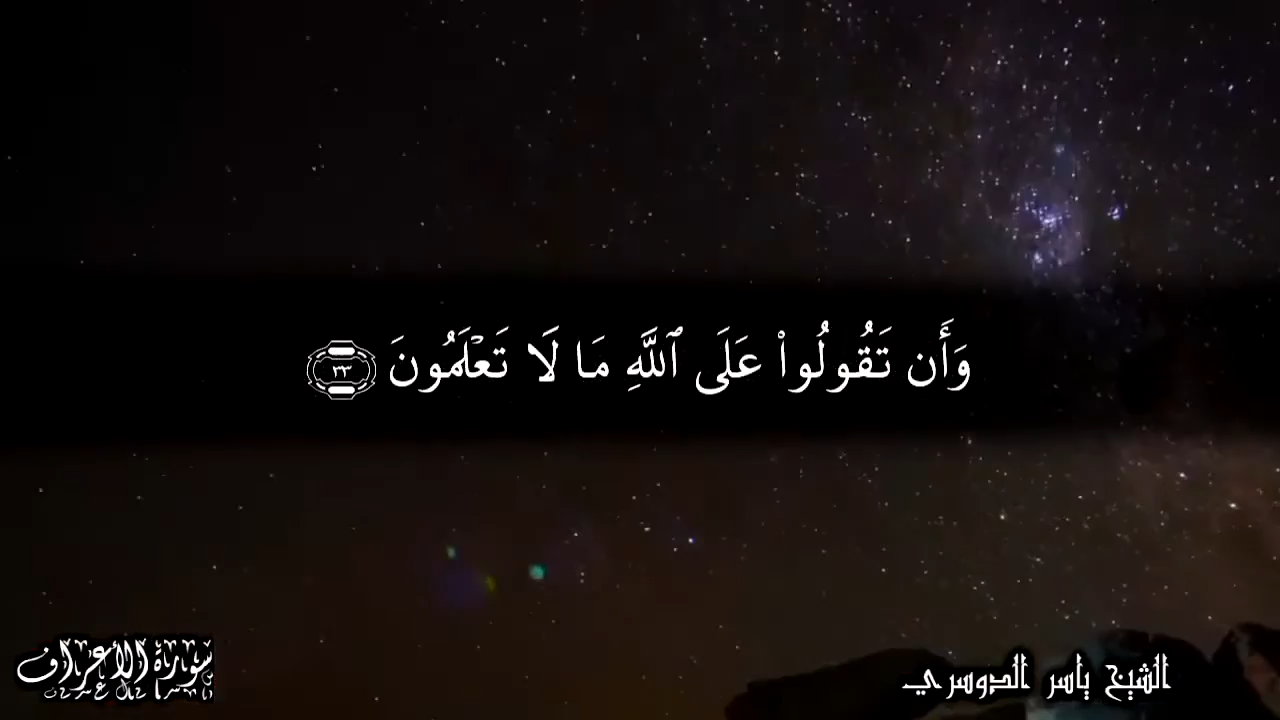 وَأَن تَقُولُوا۟ عَلَى ٱللَّهِ مَا لَا تَعْلَمُونَ ٣٣
سورة الأعراف
الشيخ ياسر الدوسري